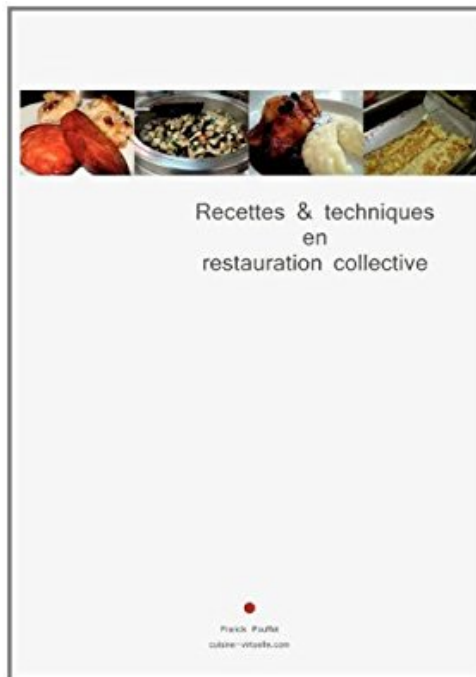 Recettes & techniques
en
restauration collective
Franck Pouffet
cuisine-virtuelle.com